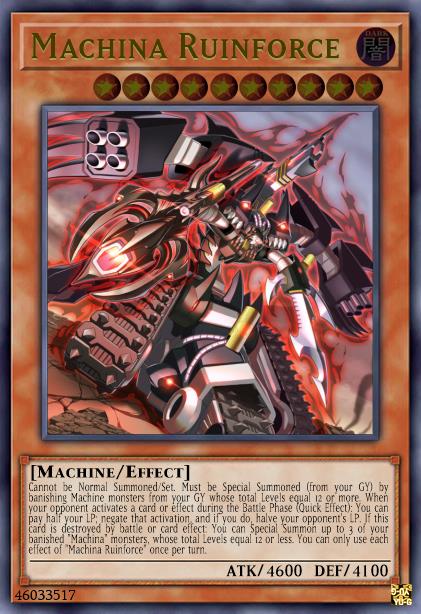 MACHINA RUINFORCE
DARK
闇
[MACHINE/EFFECT]
Cannot be Normal Summoned/Set. Must be Special Summoned (from your GY) by
banishing Machine monsters from your GY whose total Levels equal 12 or more. When
your opponent activates a card or effect during the Battle Phase (Quick Effect): You can
pay half your LP; negate that activation, and if you do, halve your opponent's LP. If this
card is destroyed by battle or card effect: You can Special Summon up to 3 of your
banished "Machina" monsters, whose total Levels equal 12 or less. You can only use each
effect of "Machina Ruinforce" once per turn.
ATK/4600 DEF/4100
46033517